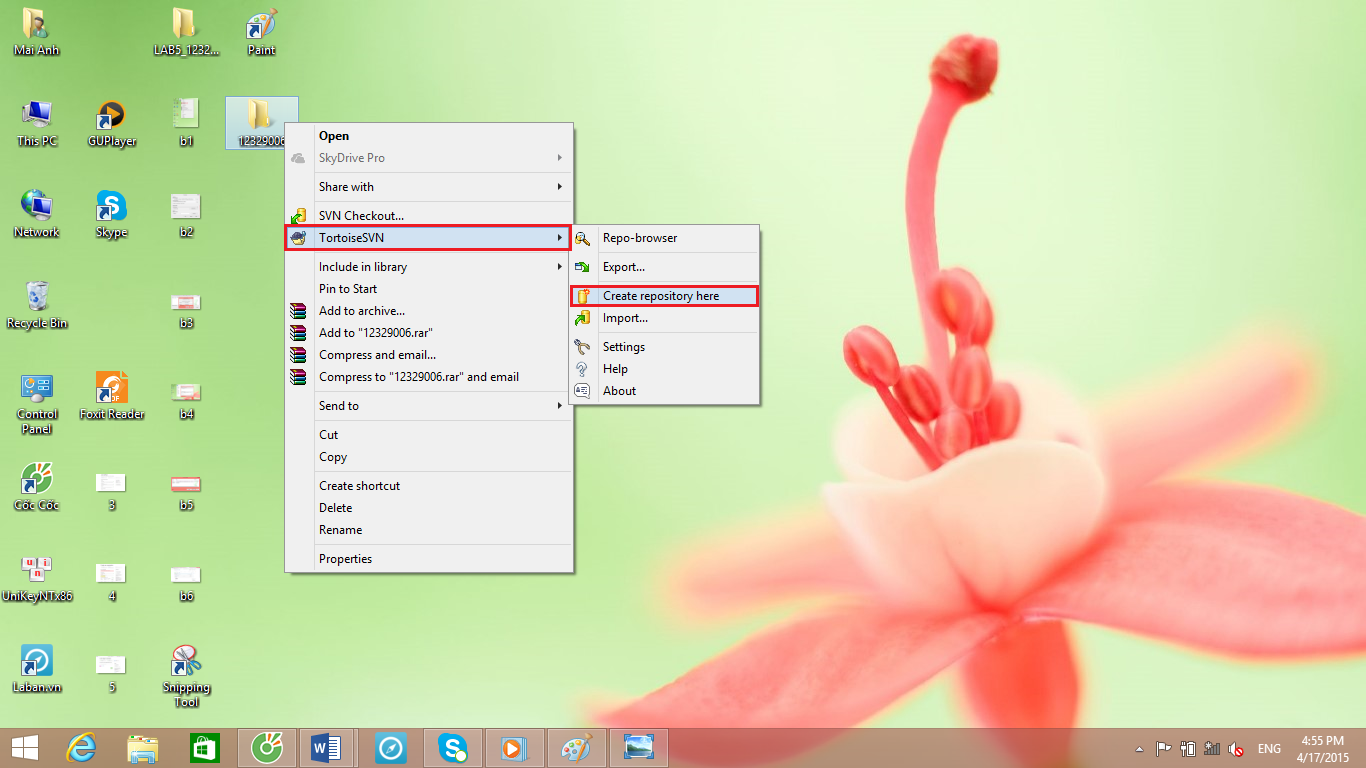 Mai Anh
LAB5_1232...
Paint
This PC
GUPlayer
b1
12329006
Network
Skype
b2
Recycle Bin
b3
Control
Panel
Foxit Reader
b4
Cốc Cốc
3
b5
UniKeyNTx86
4
b6
Laban.vn
5
Snipping
Tool
Open
SkyDrive Pro
Share with
SVN Checkout...
TortoiseSVN
Include in library
Pin to Start
Add to archive...
Add to "12329006.rar"
Compress and email...
Compress to "12329006.rar" and email
Send to
Cut
Copy
Create shortcut
Delete
Rename
Properties
Repo-browser
Export...
Create repository here
Import...
Settings
Help
About
ENG
4:55 PM
4/17/2015